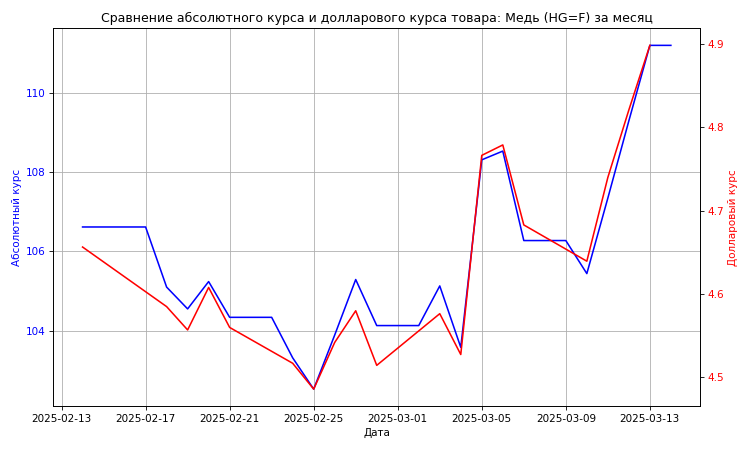 Сравнение абсолютного курса и долларового курса товара: Медь (HG=F) за месяц
Абсолютный курс
110
108
106
104
4.9
4.8
4.7
4.6
4.5
Долларовый курс
2025-02-13 2025-02-17 2025-02-21 2025-02-25 2025-03-01 2025-03-05 2025-03-09 2025-03-13
Дата